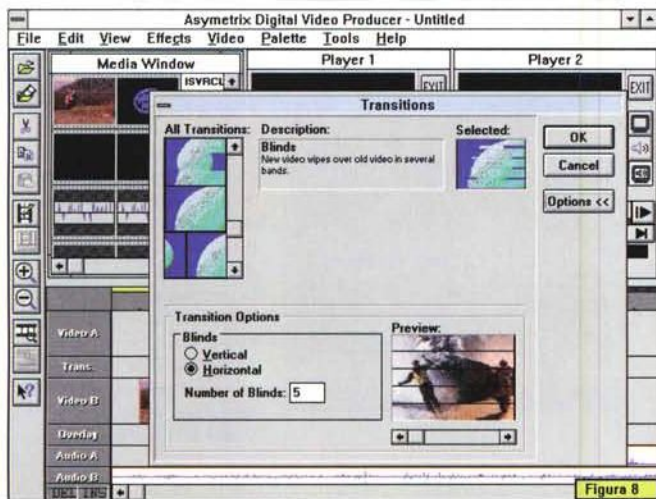 Asymetrix Digital Video Producer - Untitled
File Edit View Effects Video Palette Tools Help
Media Window
Player 1
Player 2
ISVRCL
EXIT
EXIT
Transitions
All Transitions:
Description:
Selected:
Blinds
New video wipes over old video in several
bands.
OK
Cancel
Options <<
Transition Options
Blinds
Vertical
Horizontal
Number of Blinds: 5
Preview:
Video A
Trans.
Video B
Overlay
Audio A
Audio B
DEL INS
Figura 8